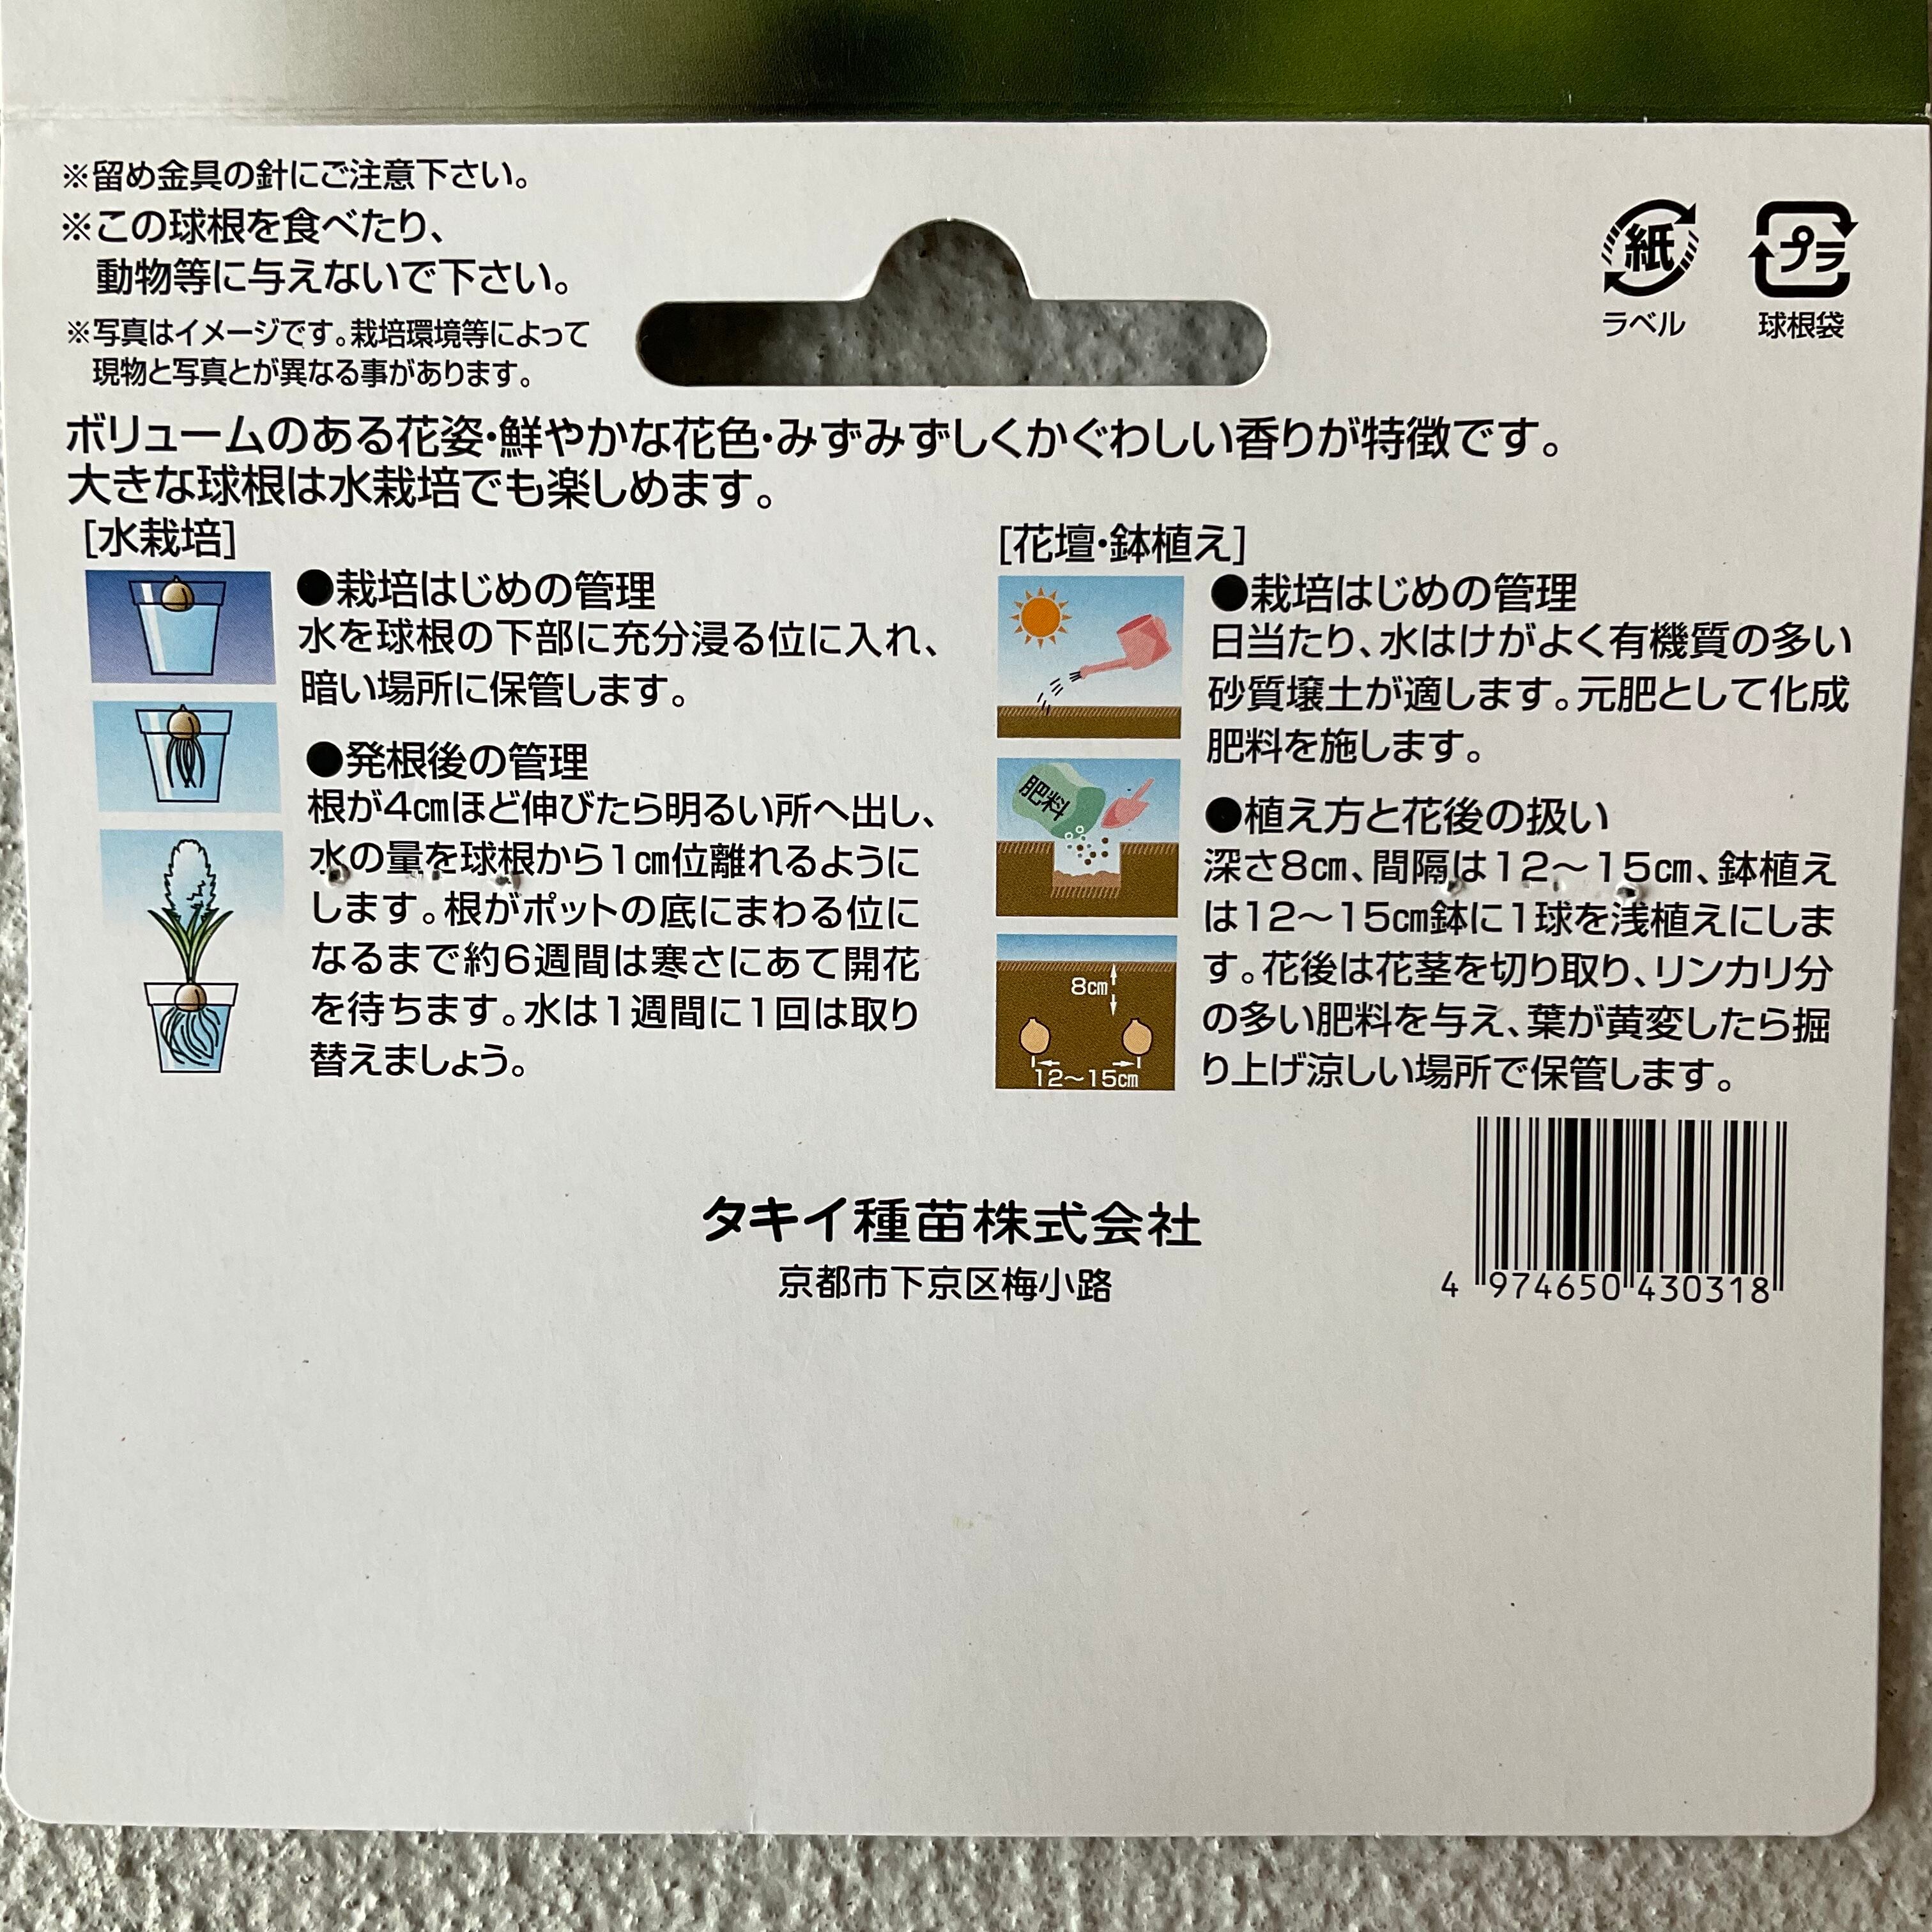 ※留め金具の針にご注意下さい。
※この球根を食べたり、
動物等に与えないで下さい。
※写真はイメージです。栽培環境等によって
現物と写真とが異なる事があります。
紙
ラベル
プラ
球根袋
ボリュームのある花姿・鮮やかな花色・みずみずしくかぐわしい香りが特徴です。
大きな球根は水栽培でも楽しめます。
[水栽培]
●栽培はじめの管理
水を球根の下部に充分浸る位に入れ、
暗い場所に保管します。
●発根後の管理
根が4㎝ほど伸びたら明るい所へ出し、
水の量を球根から1㎝位離れるように
します。根がポットの底にまわる位に
なるまで約6週間は寒さにあて開花
を待ちます。水は1週間に1回は取り
替えましょう。
[花壇・鉢植え]
●栽培はじめの管理
日当たり、水はけがよく有機質の多い
砂質壌土が適します。元肥として化成
肥料を施します。
肥料
●植え方と花後の扱い
深さ8㎝、間隔は12〜15㎝、鉢植え
は12〜15㎝鉢に1球を浅植えにしま
す。花後は花茎を切り取り、リンカリ分
の多い肥料を与え、葉が黄変したら掘
り上げ涼しい場所で保管します。
8㎝
12〜15㎝
タキイ種苗株式会社
京都市下京区梅小路
4 974650 430318